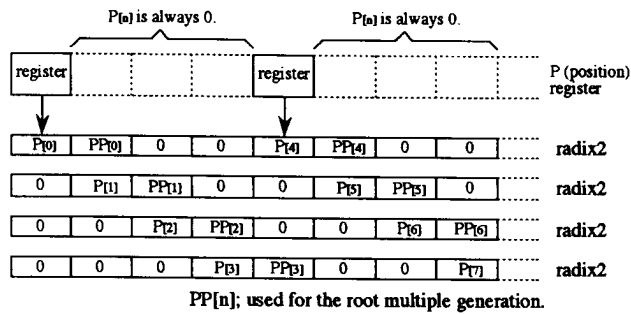 P[n] is always 0. P[n] is always 0.
register register P (position)
register
P[0] PP[0] 0 0 P[4] PP[4] 0 0 radix2
0 P[1] PP[1] 0 0 P[5] PP[5] 0 radix2
0 0 P[2] PP[2] 0 0 P[6] PP[6] radix2
0 0 0 P[3] PP[3] 0 0 P[7] radix2
PP[n]; used for the root multiple generation.